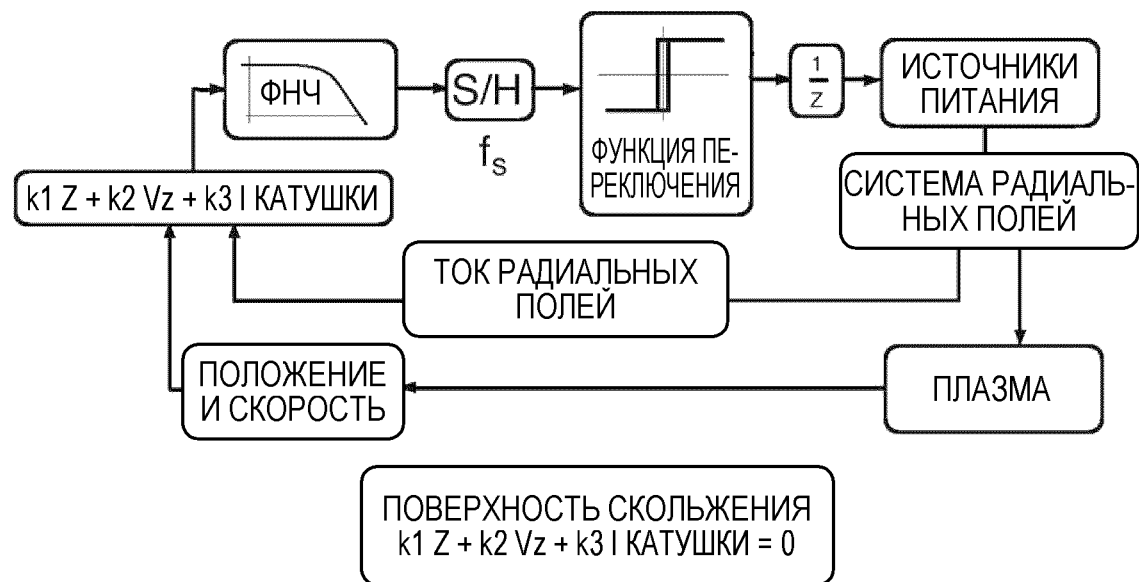 ФНЧ
S/H
fs
ФУНКЦИЯ ПЕ-
РЕКЛЮЧЕНИЯ
1
Z
ИСТОЧНИКИ
ПИТАНИЯ
k1 Z + k2 Vz + k3 I КАТУШКИ
СИСТЕМА РАДИАЛЬ-
НЫХ ПОЛЕЙ
ТОК РАДИАЛЬНЫХ
ПОЛЕЙ
ПОЛОЖЕНИЕ
И СКОРОСТЬ
ПЛАЗМА
ПОВЕРХНОСТЬ СКОЛЬЖЕНИЯ
k1 Z + k2 Vz + k3 I КАТУШКИ = 0